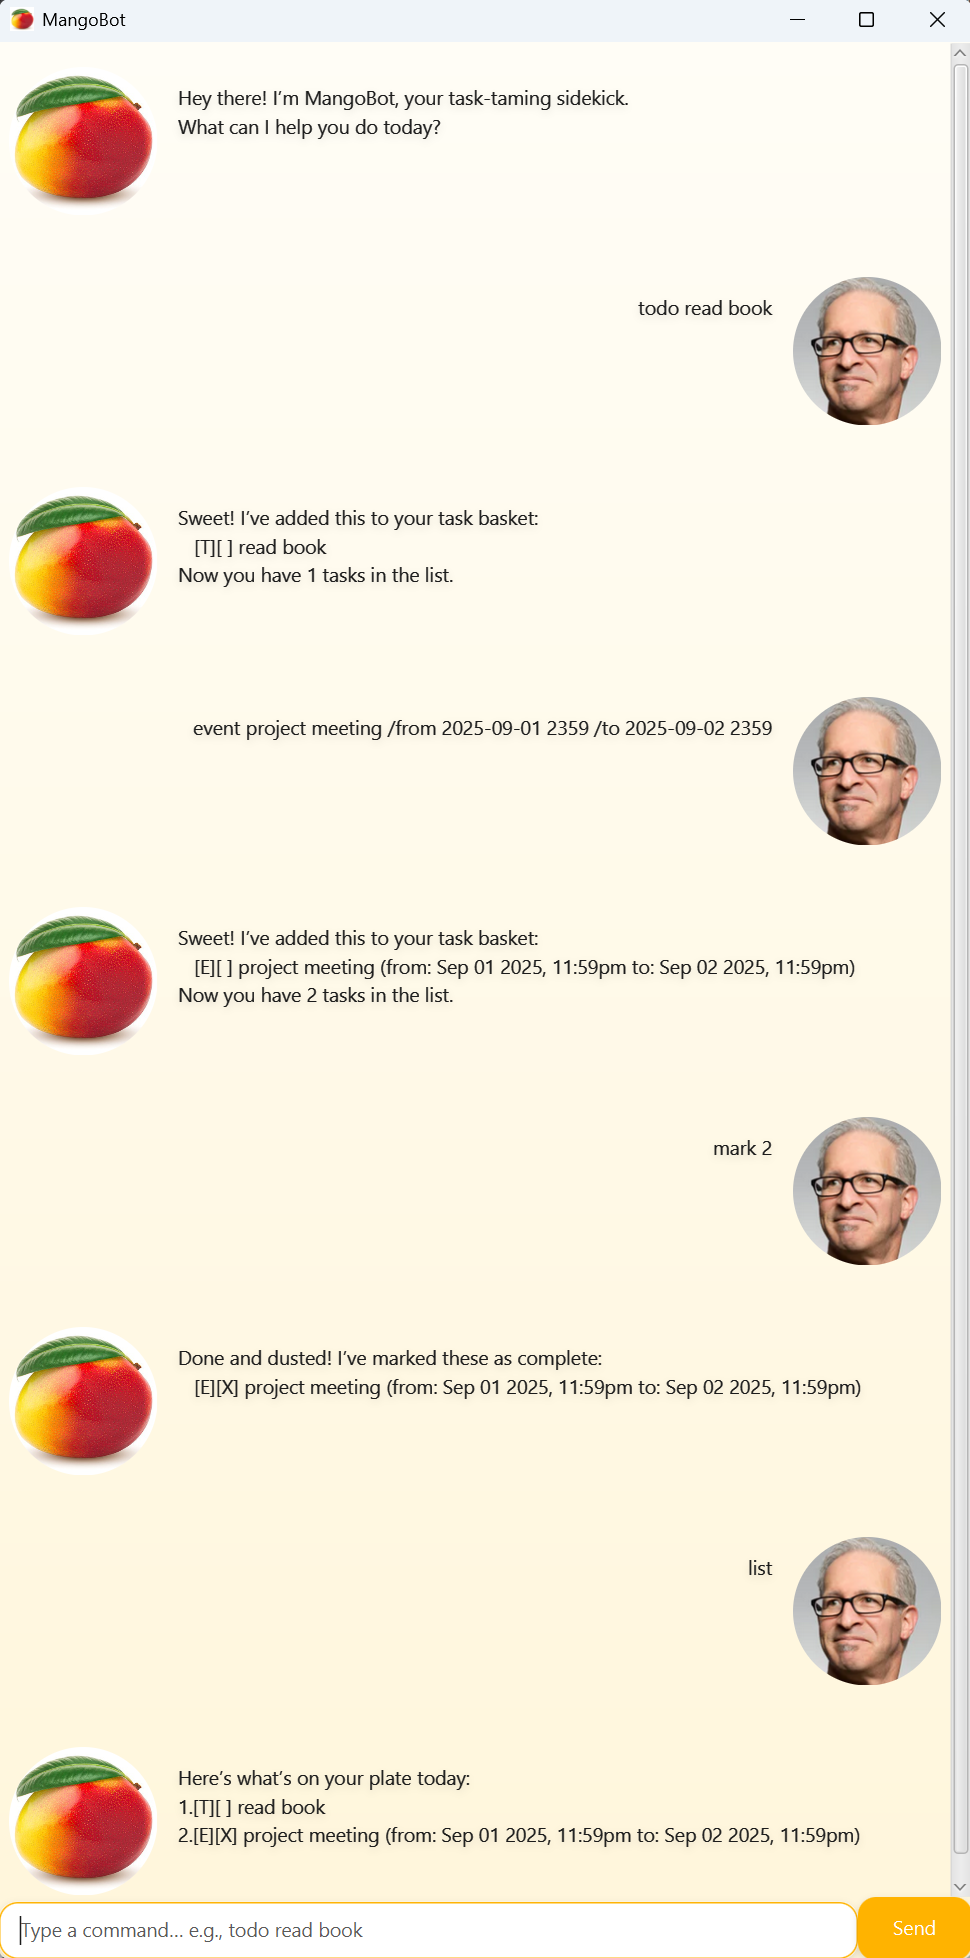 MangoBot
Hey there! I’m MangoBot, your task-taming sidekick.
What can I help you do today?
todo read book
Sweet! I’ve added this to your task basket:
[T][ ] read book
Now you have 1 tasks in the list.
event project meeting /from 2025-09-01 2359 /to 2025-09-02 2359
Sweet! I’ve added this to your task basket:
[E][ ] project meeting (from: Sep 01 2025, 11:59pm to: Sep 02 2025, 11:59pm)
Now you have 2 tasks in the list.
mark 2
Done and dusted! I’ve marked these as complete:
[E][X] project meeting (from: Sep 01 2025, 11:59pm to: Sep 02 2025, 11:59pm)
list
Here’s what’s on your plate today:
1.[T][ ] read book
2.[E][X] project meeting (from: Sep 01 2025, 11:59pm to: Sep 02 2025, 11:59pm)
Type a command... e.g., todo read book
Send